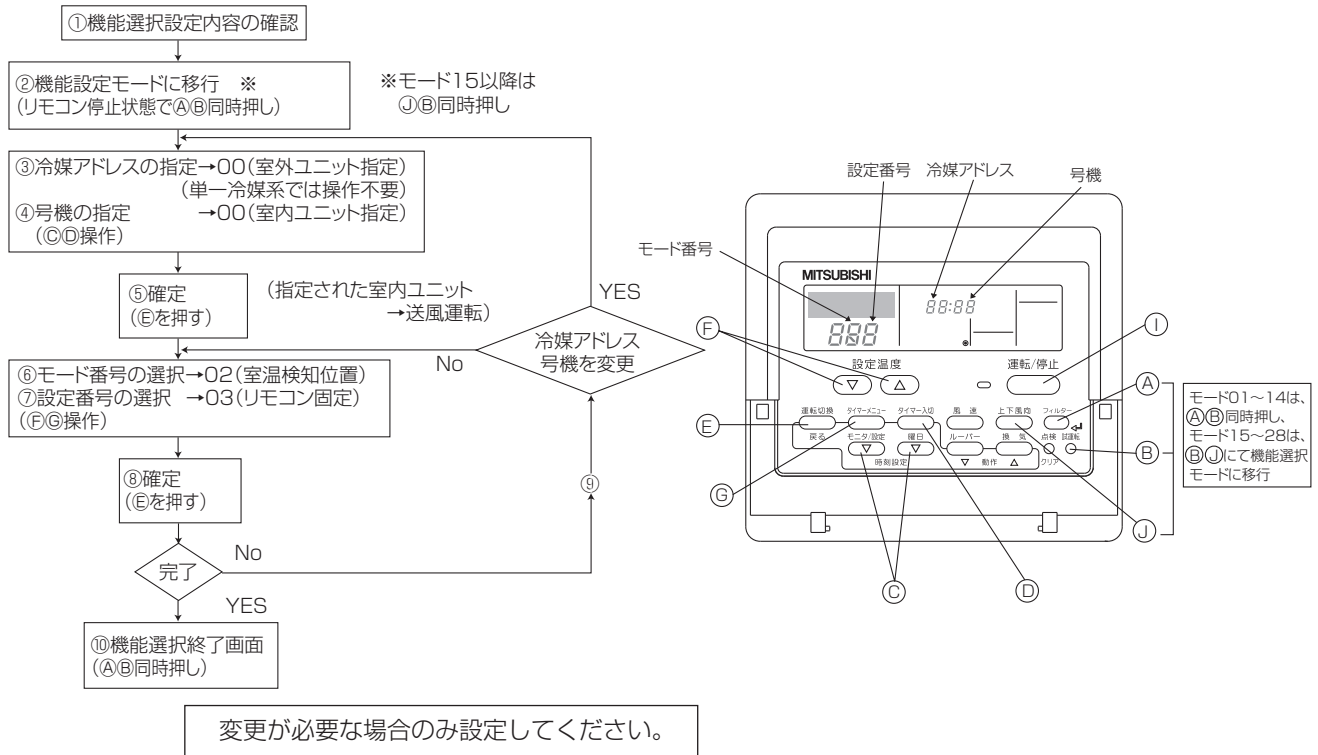 ①機能選択設定内容の確認
②機能設定モードに移行　※
(リモコン停止状態でⒶⒷ同時押し)
※モード15以降は
ⒿⒷ同時押し
③冷媒アドレスの指定→00(室外ユニット指定)
(単一冷媒系では操作不要)
④号機の指定　→00(室内ユニット指定)
(ⒸⒹ操作)
⑤確定
(Ⓔを押す)
(指定された室内ユニット
→送風運転)
YES
冷媒アドレス
号機を変更
No
⑥モード番号の選択→02(室温検知位置)
⑦設定番号の選択　→03(リモコン固定)
(ⒻⒼ操作)
⑧確定
(Ⓔを押す)
⑨
完了
No
YES
⑩機能選択終了画面
(ⒶⒷ同時押し)
変更が必要な場合のみ設定してください。
設定番号　冷媒アドレス　号機
モード番号
MITSUBISHI
88:88
888
Ⓕ
設定温度　運転/停止
▽　△
Ⓘ
Ⓐ
運転切換　タイマーメニュー　タイマー入切　風　速　上下風向　フィルター
Ⓔ
戻る　モニタ/設定　曜日　ルーバー　換　気　点検　試運転
▽　▽
時刻設定　▽　動作　△　クリア
Ⓑ
Ⓖ
Ⓙ
Ⓒ
Ⓓ
モード01〜14は、
ⒶⒷ同時押し、
モード15〜28は、
ⒷⒿにて機能選択
モードに移行